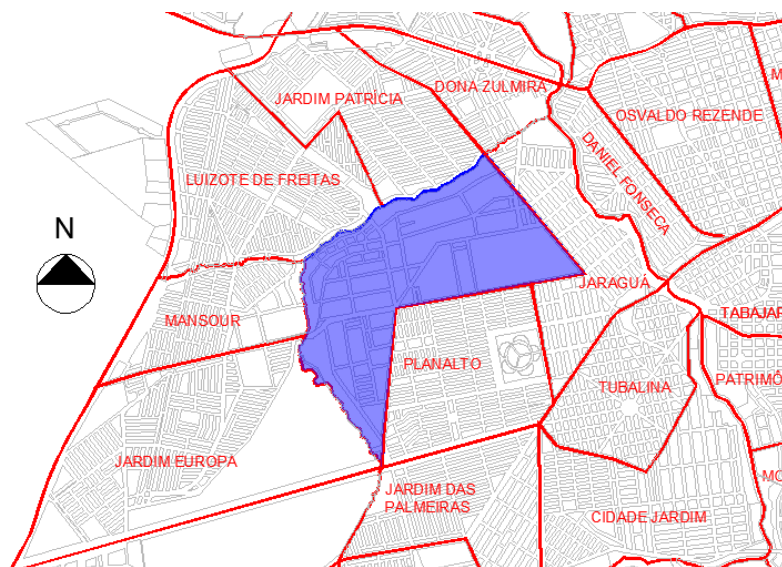 DONA ZULMIRA
JARDIM PATRÍCIA
OSVALDO REZENDE
DANIEL FONSECA
LUIZOTE DE FREITAS
N
JARAGUÁ
MANSOUR
TABAJAR
PLANALTO
TUBALINA
PATRIMÔ
JARDIM EUROPA
JARDIM DAS
PALMEIRAS
CIDADE JARDIM
MO
M